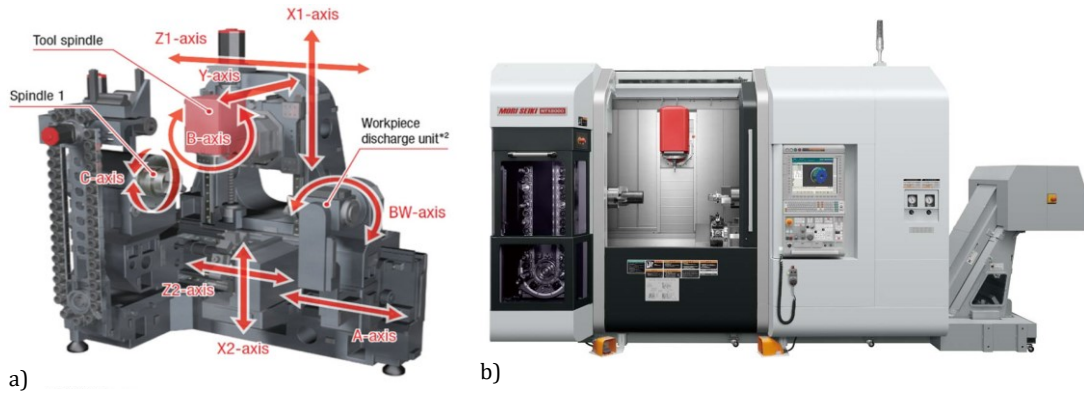 X1-axis
Z1-axis
Tool spindle
Y-axis
Spindle 1
Workpiece
discharge unit*2
B-axis
C-axis
BW-axis
Z2-axis
A-axis
X2-axis
a)
MORI SEIKI
b)